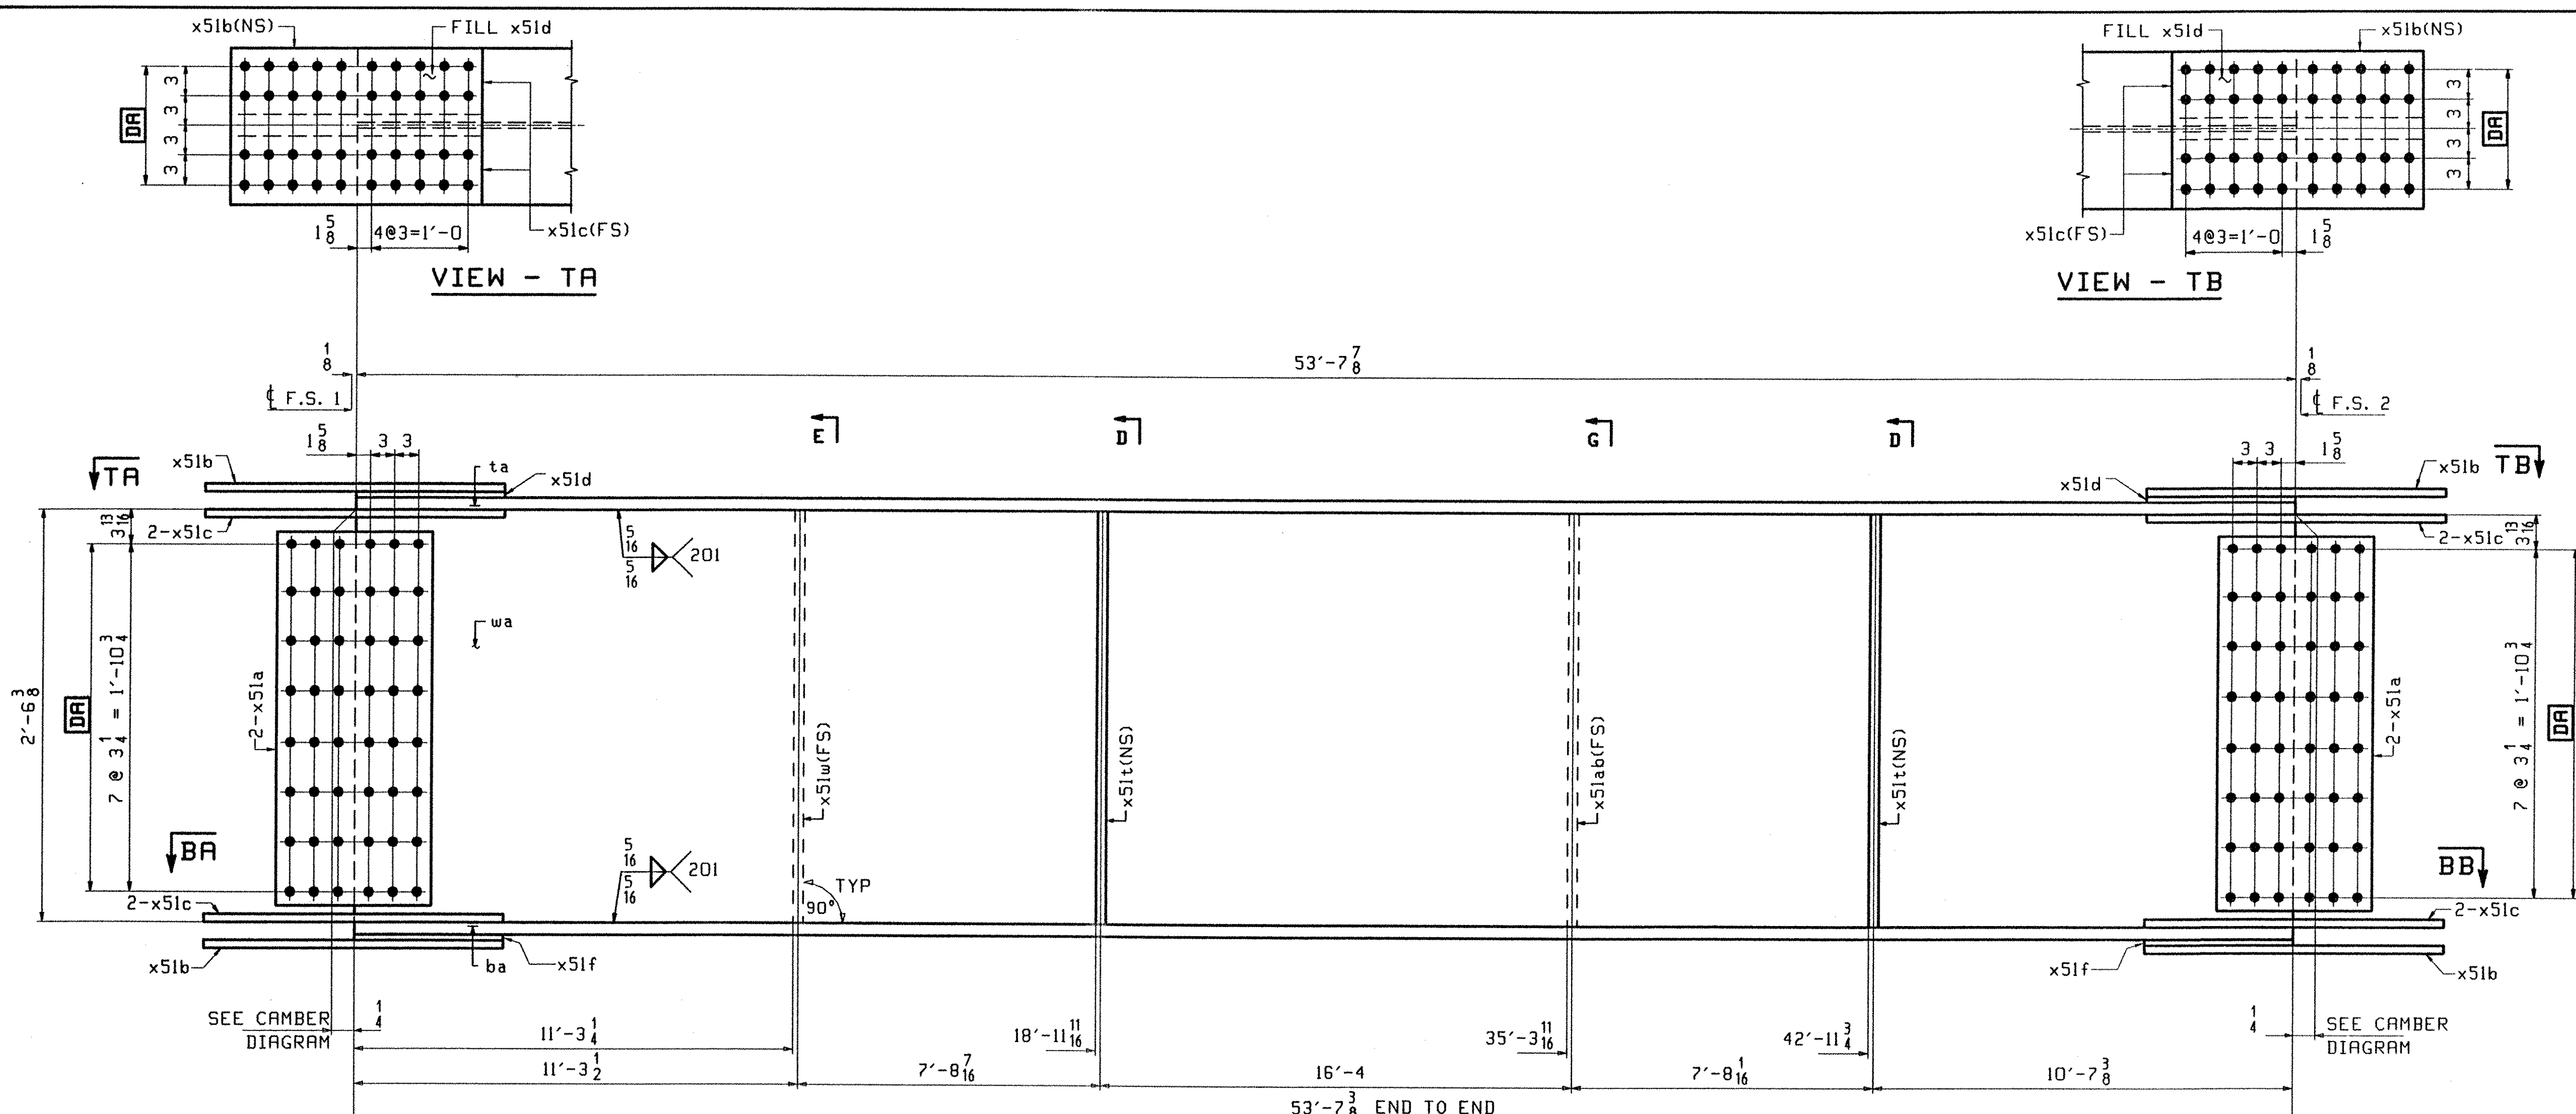 x51b(NS)
FILL x51d
DA
3
3
3
3
1 5/8
4@3=1'-0
x51c(FS)
VIEW - TA
FILL x51d
x51b(NS)
3
3
3
3
DA
x51c(FS)
4@3=1'-0
1 5/8
VIEW - TB
1/8
53'-7 7/8
1/8
℄ F.S. 1
℄ F.S. 2
E
D
G
D
1 5/8
3
3
ta
x51d
TA
x51b
2-x51c
3 13/16
5/16
5/16
201
3
3
1 5/8
x51b
TB
x51d
2-x51c
3 13/16
wa
2'-6 3/8
DA
7 @ 3 1/4 = 1'-10 3/4
2-x51a
x51w(FS)
x51t(NS)
x51ab(FS)
x51t(NS)
2-x51a
7 @ 3 1/4 = 1'-10 3/4
DA
BA
BB
5/16
5/16
201
TYP
90°
2-x51c
x51b
ba
x51f
2-x51c
x51f
x51b
SEE CAMBER
DIAGRAM
1/4
11'-3 1/4
18'-11 11/16
35'-3 11/16
42'-11 3/4
1/4
SEE CAMBER
DIAGRAM
11'-3 1/2
7'-8 7/16
16'-4
7'-8 1/16
10'-7 3/8
53'-7 3/8 END TO END